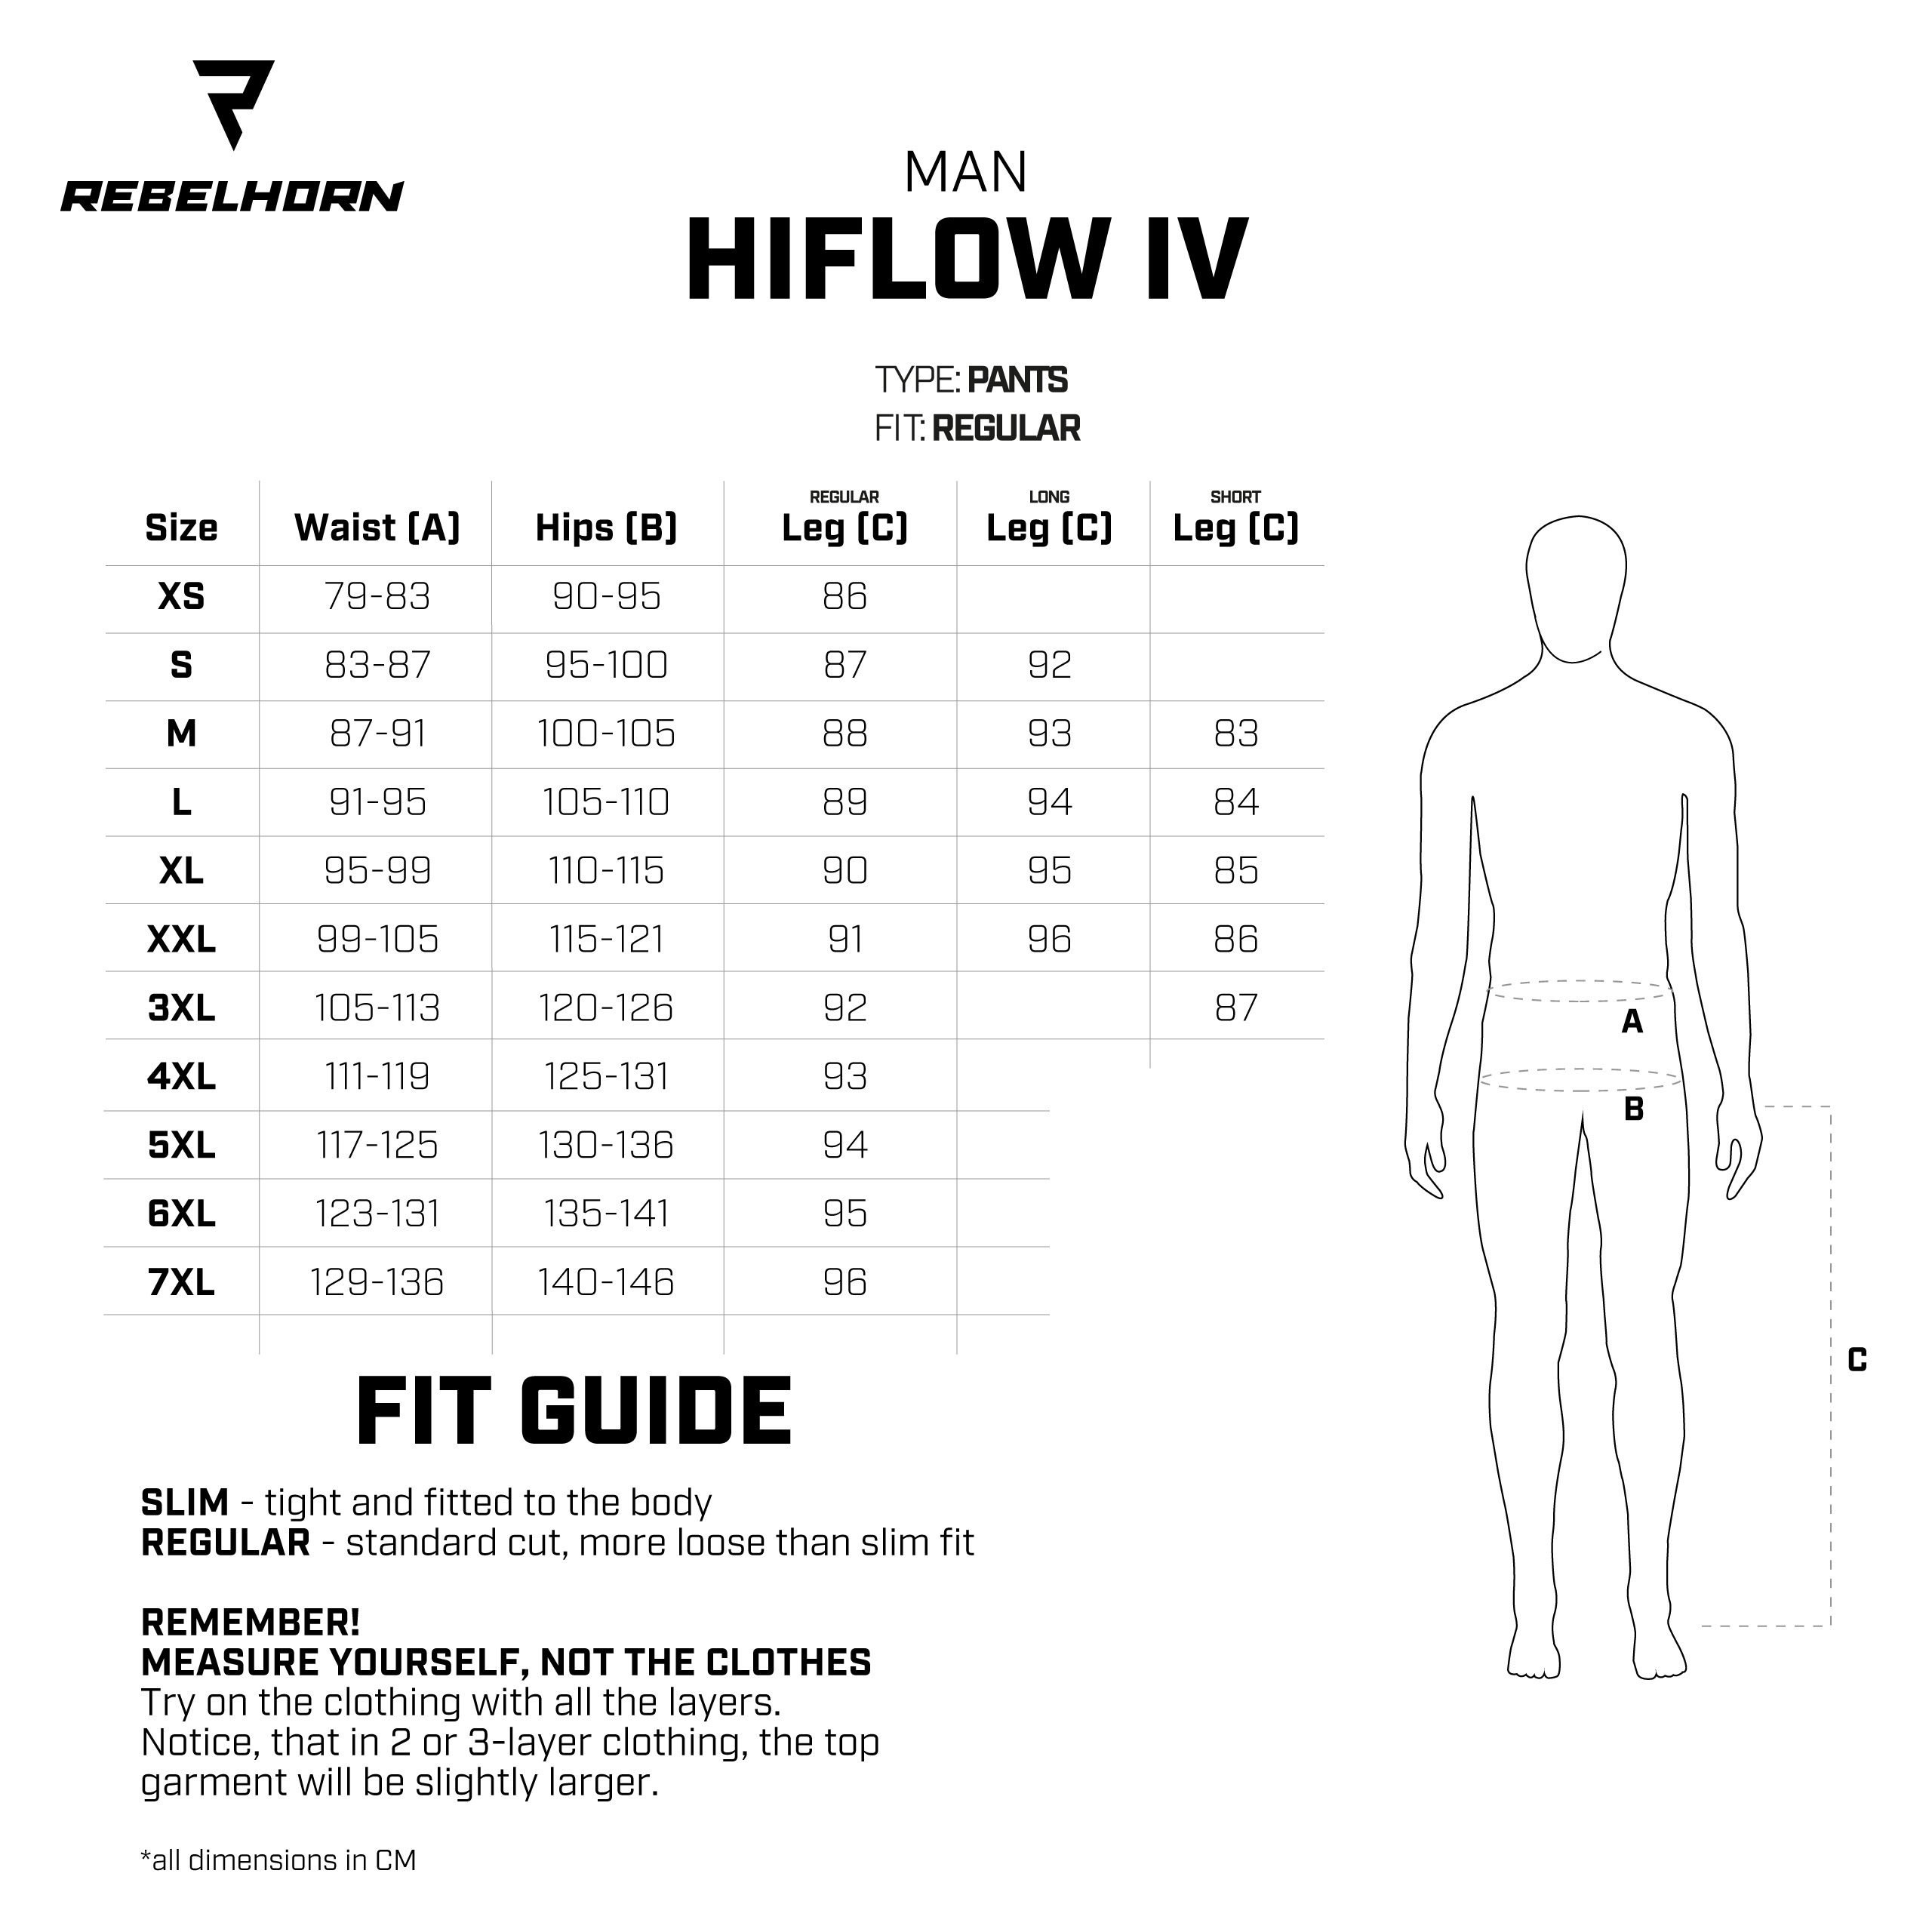 REBELHORN
MAN
HIFLOW IV
TYPE: PANTS
FIT: REGULAR
Size Waist (A) Hips (B) REGULAR Leg (C) LONG Leg (C) SHORT Leg (C)
XS 79-83 90-95 86
S 83-87 95-100 87 92
M 87-91 100-105 88 93 83
L 91-95 105-110 89 94 84
XL 95-99 110-115 90 95 85
XXL 99-105 115-121 91 96 86
3XL 105-113 120-126 92 87
4XL 111-119 125-131 93
5XL 117-125 130-136 94
6XL 123-131 135-141 95
7XL 129-136 140-146 96
A
B
C
FIT GUIDE
SLIM - tight and fitted to the body
REGULAR - standard cut, more loose than slim fit
REMEMBER!
MEASURE YOURSELF, NOT THE CLOTHES
Try on the clothing with all the layers.
Notice, that in 2 or 3-layer clothing, the top
garment will be slightly larger.
*all dimensions in CM